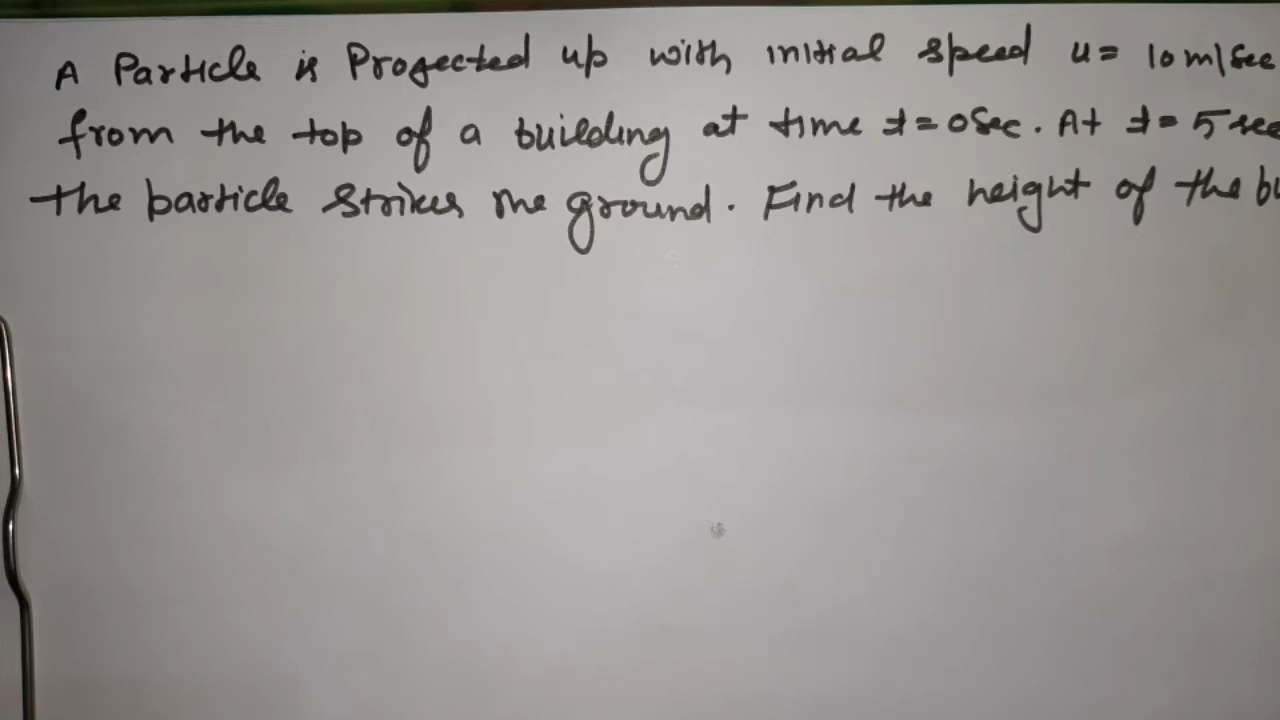 A Particle is Progected up with initial speed u= 10m/sec
from the top of a building at time t=0sec. At t= 5 sec
the particle strikes the ground. Find the height of the